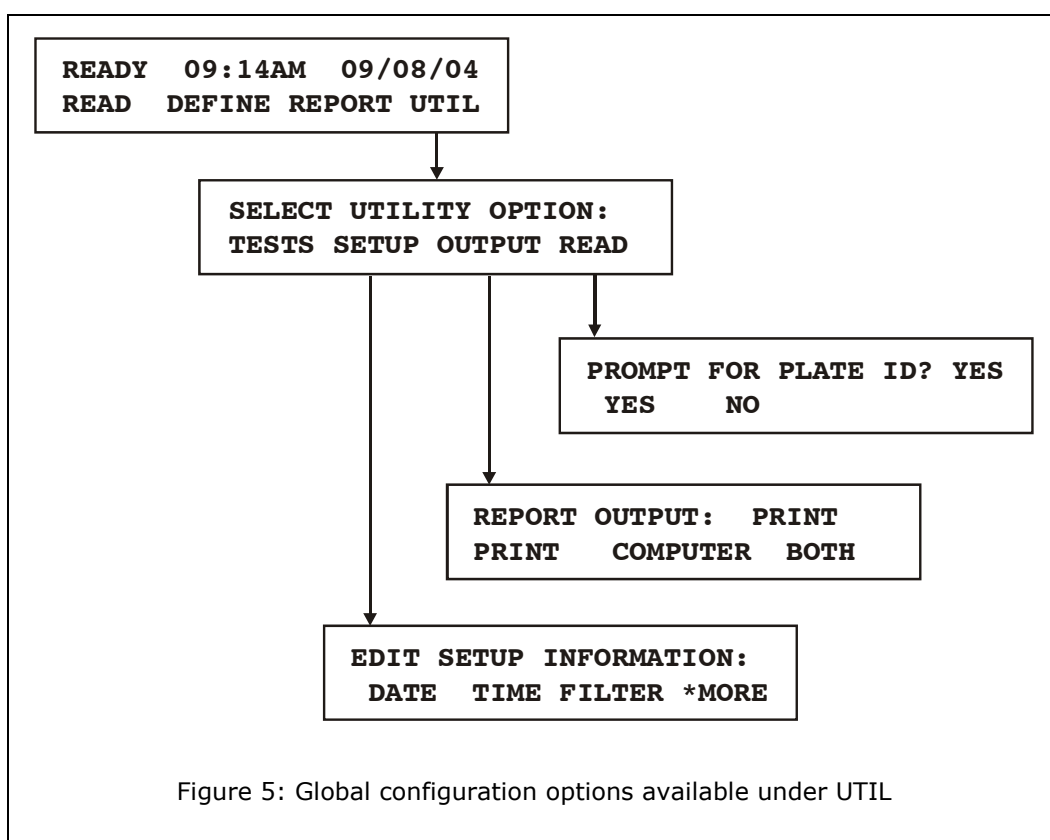 READY 09:14AM 09/08/04
READ DEFINE REPORT UTIL
SELECT UTILITY OPTION:
TESTS SETUP OUTPUT READ
PROMPT FOR PLATE ID? YES
YES NO
REPORT OUTPUT: PRINT
PRINT COMPUTER BOTH
EDIT SETUP INFORMATION:
DATE TIME FILTER *MORE
Figure 5: Global configuration options available under UTIL